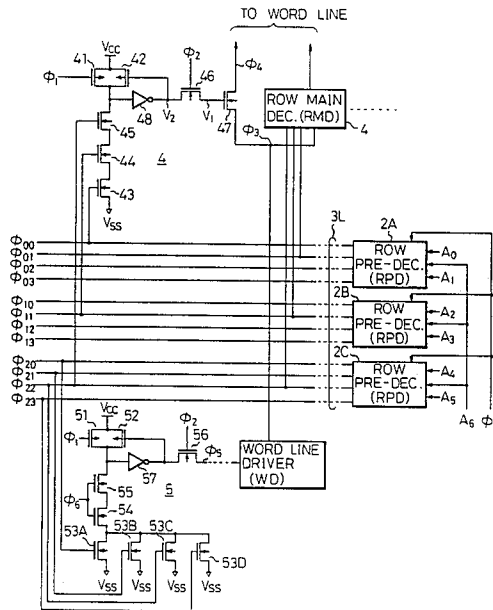 TO WORD LINE
41 VCC 42
Φ1 Φ2 46 Φ4
48 V2 V1 47
ROW MAIN
DEC. (RMD)
Φ3 4
45
44 4
43
VSS
3L 2A
Φ00
Φ01
Φ02
Φ03
ROW
PRE-DEC.
(RPD)
A0
A1
Φ10
Φ11
Φ12
Φ13
2B
ROW
PRE-DEC.
(RPD)
A2
A3
Φ20
Φ21
Φ22
Φ23
2C
ROW
PRE-DEC.
(RPD)
A4
A5
A6 Φ
51 VCC 52
Φ1 Φ2 56
57 Φ5
WORD LINE
DRIVER
(WD)
55 5
Φ6
54
53A 53B 53C 53D
VSS VSS VSS VSS